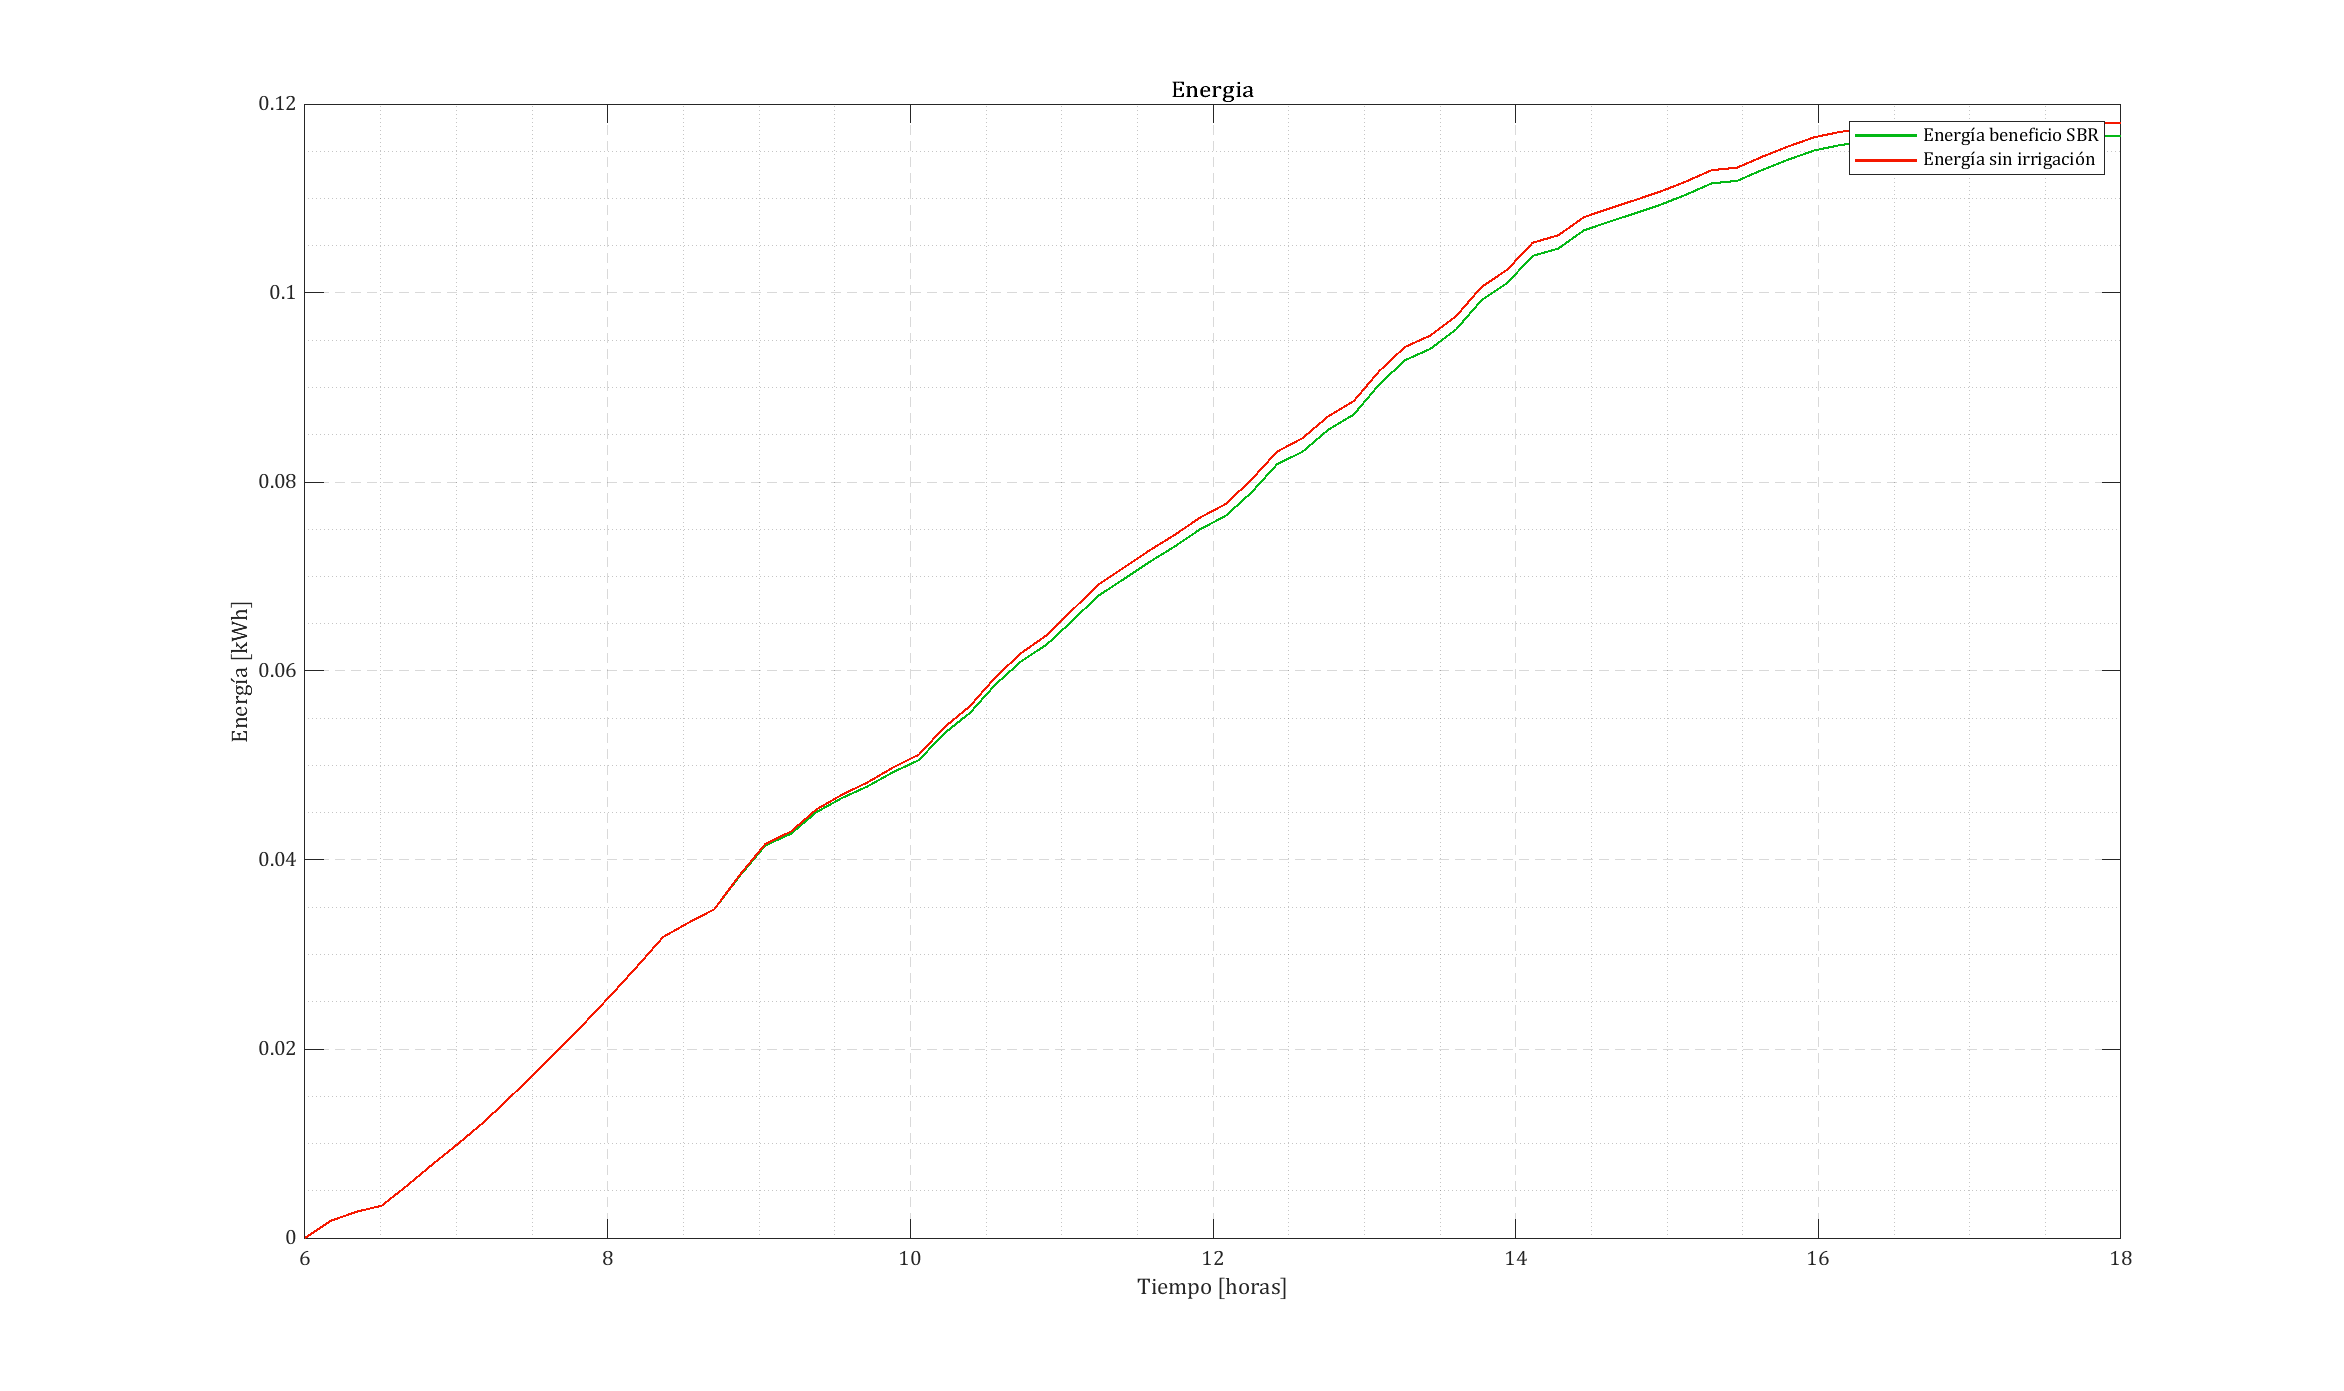 Energia
0.12
0.1
0.08
0.06
0.04
0.02
0
Energía [kWh]
Energía beneficio SBR
Energía sin irrigación
6 8 10 12 14 16 18
Tiempo [horas]